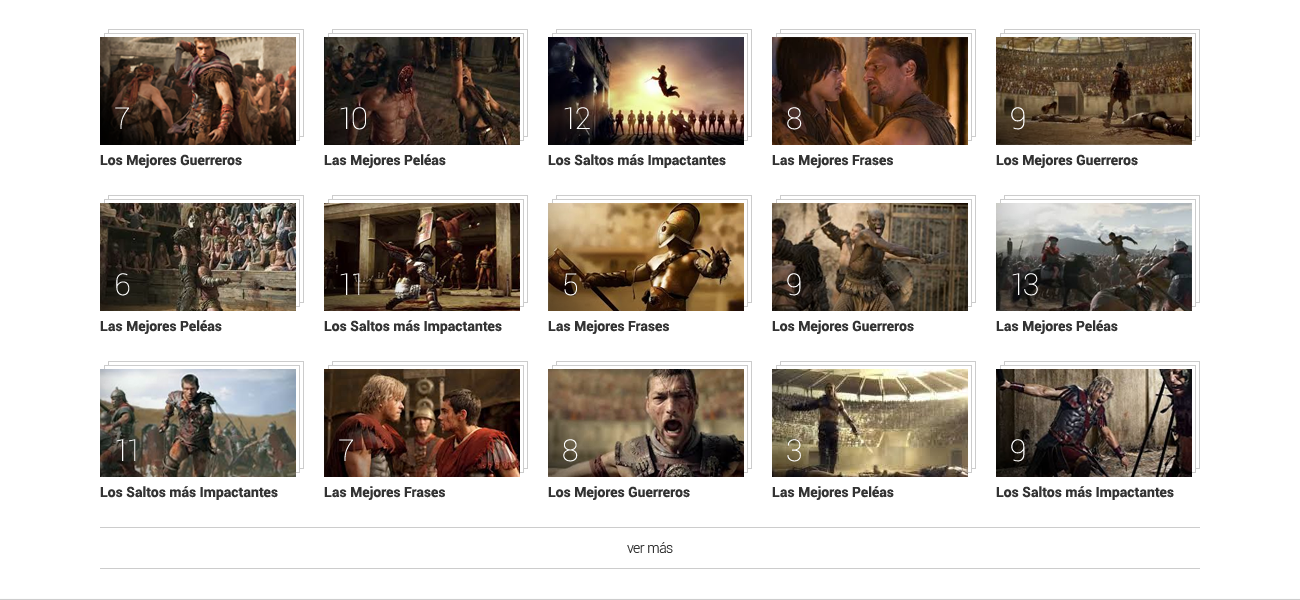 7
10
12
8
9
Los Mejores Guerreros
Las Mejores Peléas
Los Saltos más Impactantes
Las Mejores Frases
Los Mejores Guerreros
6
11
5
9
13
Las Mejores Peléas
Los Saltos más Impactantes
Las Mejores Frases
Los Mejores Guerreros
Las Mejores Peléas
11
7
8
3
9
Los Saltos más Impactantes
Las Mejores Frases
Los Mejores Guerreros
Las Mejores Peléas
Los Saltos más Impactantes
ver más